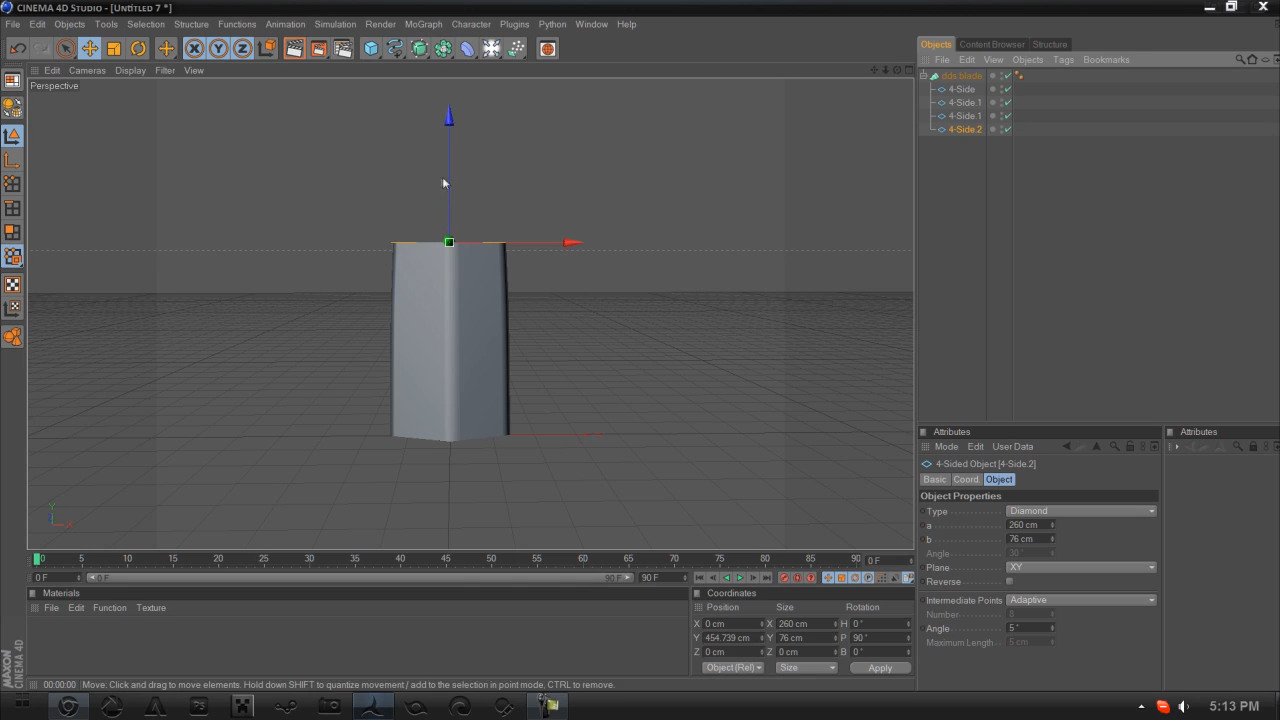 CINEMA 4D Studio - [Untitled 7 *]
File Edit Objects Tools Selection Structure Functions Animation Simulation Render MoGraph Character Plugins Python Window Help
Edit Cameras Display Filter View
Perspective
Objects Content Browser Structure
File Edit View Objects Tags Bookmarks
dds blade
4-Side
4-Side.1
4-Side.1
4-Side.2
Attributes
Mode Edit User Data
4-Sided Object [4-Side.2]
Basic Coord. Object
Object Properties
Type Diamond
a 260 cm
b 76 cm
Angle 30 °
Plane XY
Reverse
Intermediate Points Adaptive
Number 8
Angle 5 °
Maximum Length 5 cm
Attributes
Y
X
0 5 10 15 20 25 30 35 40 45 50 55 60 65 70 75 80 85 90 0 F
0 F 0 F 90 F 90 F
Materials
File Edit Function Texture
Coordinates
Position Size Rotation
X 0 cm X 260 cm H 0 °
Y 454.739 cm Y 76 cm P 90 °
Z 0 cm Z 0 cm B 0 °
Object (Rel) Size Apply
MAXON CINEMA 4D
00:00:00 Move: Click and drag to move elements. Hold down SHIFT to quantize movement / add to the selection in point mode, CTRL to remove.
Ps
5:13 PM